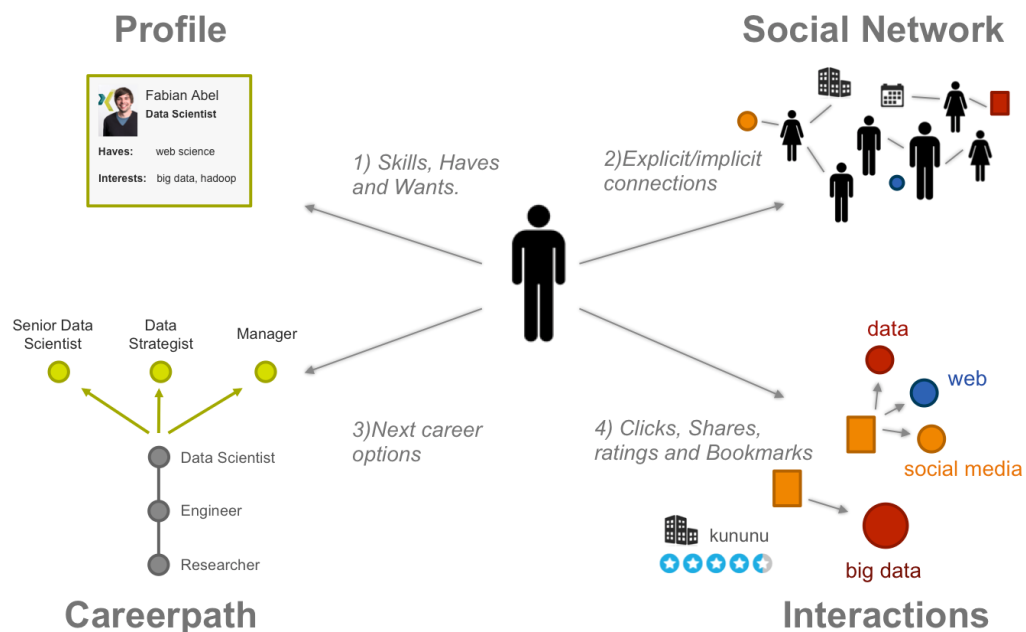 Profile
Social Network
Fabian Abel
Data Scientist
Haves: web science
Interests: big data, hadoop
1) Skills, Haves
and Wants.
2)Explicit/implicit
connections
Senior Data
Scientist
Data
Strategist
Manager
Data Scientist
Engineer
Researcher
3)Next career
options
4) Clicks, Shares,
ratings and Bookmarks
data
web
social media
kununu
big data
Careerpath
Interactions